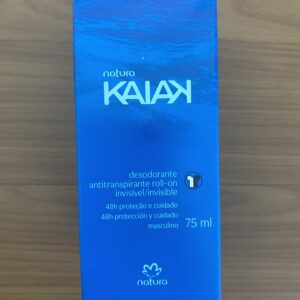 natura
KAIAK
desodorante
antitranspirante roll-on
invisível/invisible
48h proteção e cuidado
48h protección y cuidado
masculino 75 ml
natura